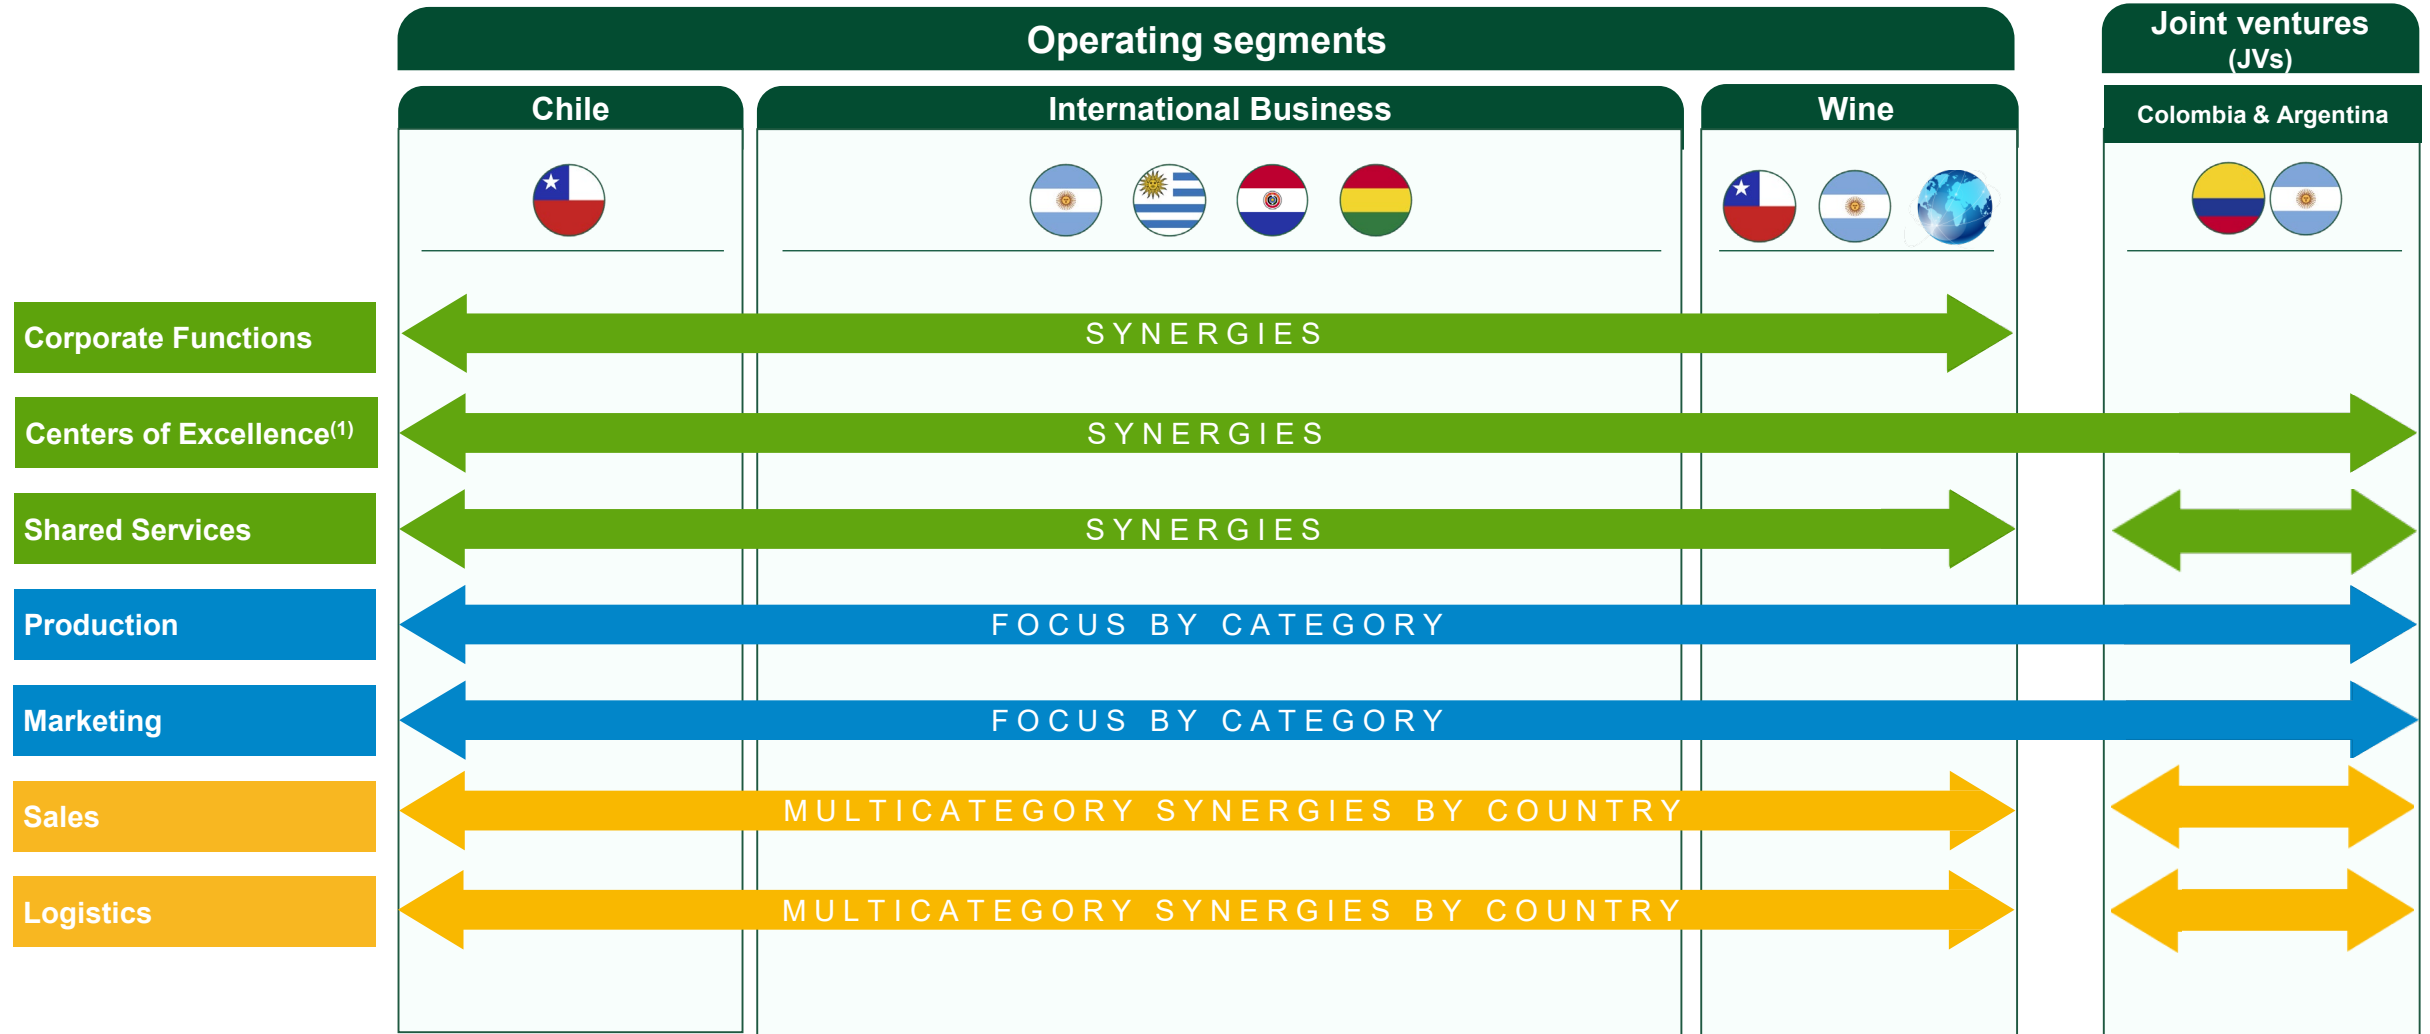 Operating segments
Joint ventures
(JVs)
Chile
International Business
Wine
Colombia & Argentina
Corporate Functions
SYNERGIES
Centers of Excellence(1)
SYNERGIES
Shared Services
SYNERGIES
Production
FOCUS BY CATEGORY
Marketing
FOCUS BY CATEGORY
Sales
MULTICATEGORY SYNERGIES BY COUNTRY
Logistics
MULTICATEGORY SYNERGIES BY COUNTRY